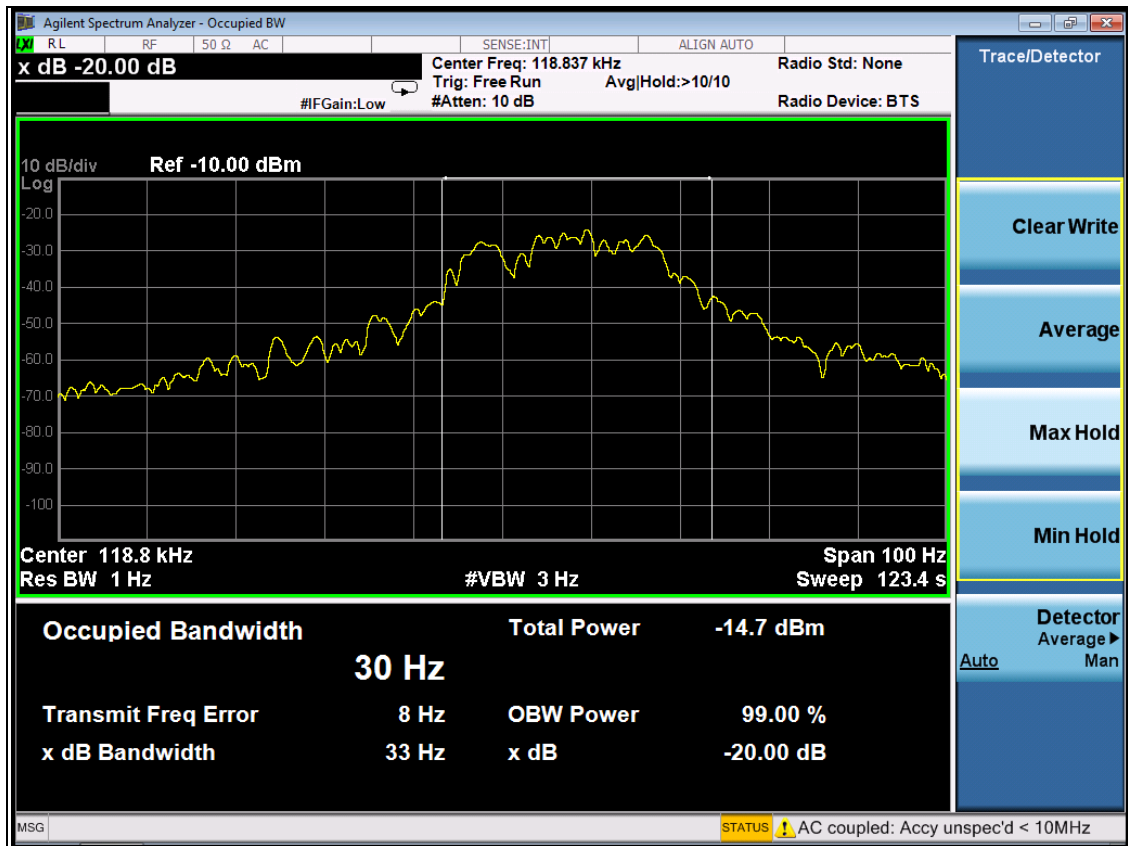 Agilent Spectrum Analyzer - Occupied BW
LXI RL RF 50 Ω AC SENSE:INT ALIGN AUTO
x dB -20.00 dB
Center Freq: 118.837 kHz Radio Std: None
Trig: Free Run Avg|Hold:>10/10
#IFGain:Low #Atten: 10 dB Radio Device: BTS
10 dB/div Ref -10.00 dBm
Log
-20.0
-30.0
-40.0
-50.0
-60.0
-70.0
-80.0
-90.0
-100
Center 118.8 kHz Span 100 Hz
Res BW 1 Hz #VBW 3 Hz Sweep 123.4 s
Occupied Bandwidth Total Power -14.7 dBm
30 Hz
Transmit Freq Error 8 Hz OBW Power 99.00 %
x dB Bandwidth 33 Hz x dB -20.00 dB
Trace/Detector
Clear Write
Average
Max Hold
Min Hold
Detector
Average
Auto Man
MSG STATUS AC coupled: Accy unspec'd < 10MHz